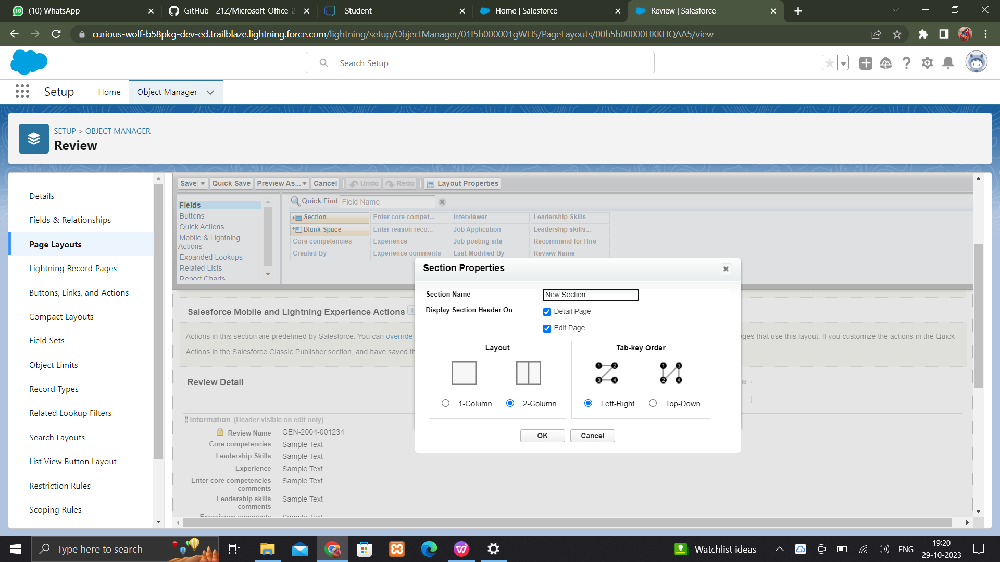 (10) WhatsApp
GitHub - 21Z/Microsoft-Office-2
- Student
Home | Salesforce
Review | Salesforce
curious-wolf-b58pkg-dev-ed.trailblaze.lightning.force.com/lightning/setup/ObjectManager/01I5h000001gWHS/PageLayouts/00h5h00000HKKHQAA5/view
Search Setup
Setup
Home
Object Manager
SETUP > OBJECT MANAGER
Review
Details
Fields & Relationships
Page Layouts
Lightning Record Pages
Buttons, Links, and Actions
Compact Layouts
Field Sets
Object Limits
Record Types
Related Lookup Filters
Search Layouts
List View Button Layout
Restriction Rules
Scoping Rules
Save Quick Save Preview As... Cancel Undo Redo Layout Properties
Fields
Buttons
Quick Actions
Mobile & Lightning
Actions
Expanded Lookups
Related Lists
Report Charts
Quick Find Field Name
Section Enter core compet... Interviewer Leadership Skills
Blank Space Enter reason reco... Job Application Leadership skills...
Core competencies Experience Job posting site Recommend for Hire
Created By Experience comments Last Modified By Review Name
Salesforce Mobile and Lightning Experience Actions
Actions in this section are predefined by Salesforce. You can override
ages that use this layout. If you customize the actions in the Quick
Actions in the Salesforce Classic Publisher section, and have saved th
Review Detail
ns
Information (Header visible on edit only)
Review Name GEN-2004-001234
Core competencies Sample Text
Leadership Skills Sample Text
Experience Sample Text
Enter core competencies Sample Text
comments
Leadership skills Sample Text
comments
Experience comments Sample Text
Section Properties
Section Name New Section
Display Section Header On Detail Page
Edit Page
Layout
1-Column 2-Column
Tab-key Order
1 2 3 4
1 3 2 4
Left-Right Top-Down
OK Cancel
Type here to search
Watchlist ideas
ENG
19:20
29-10-2023